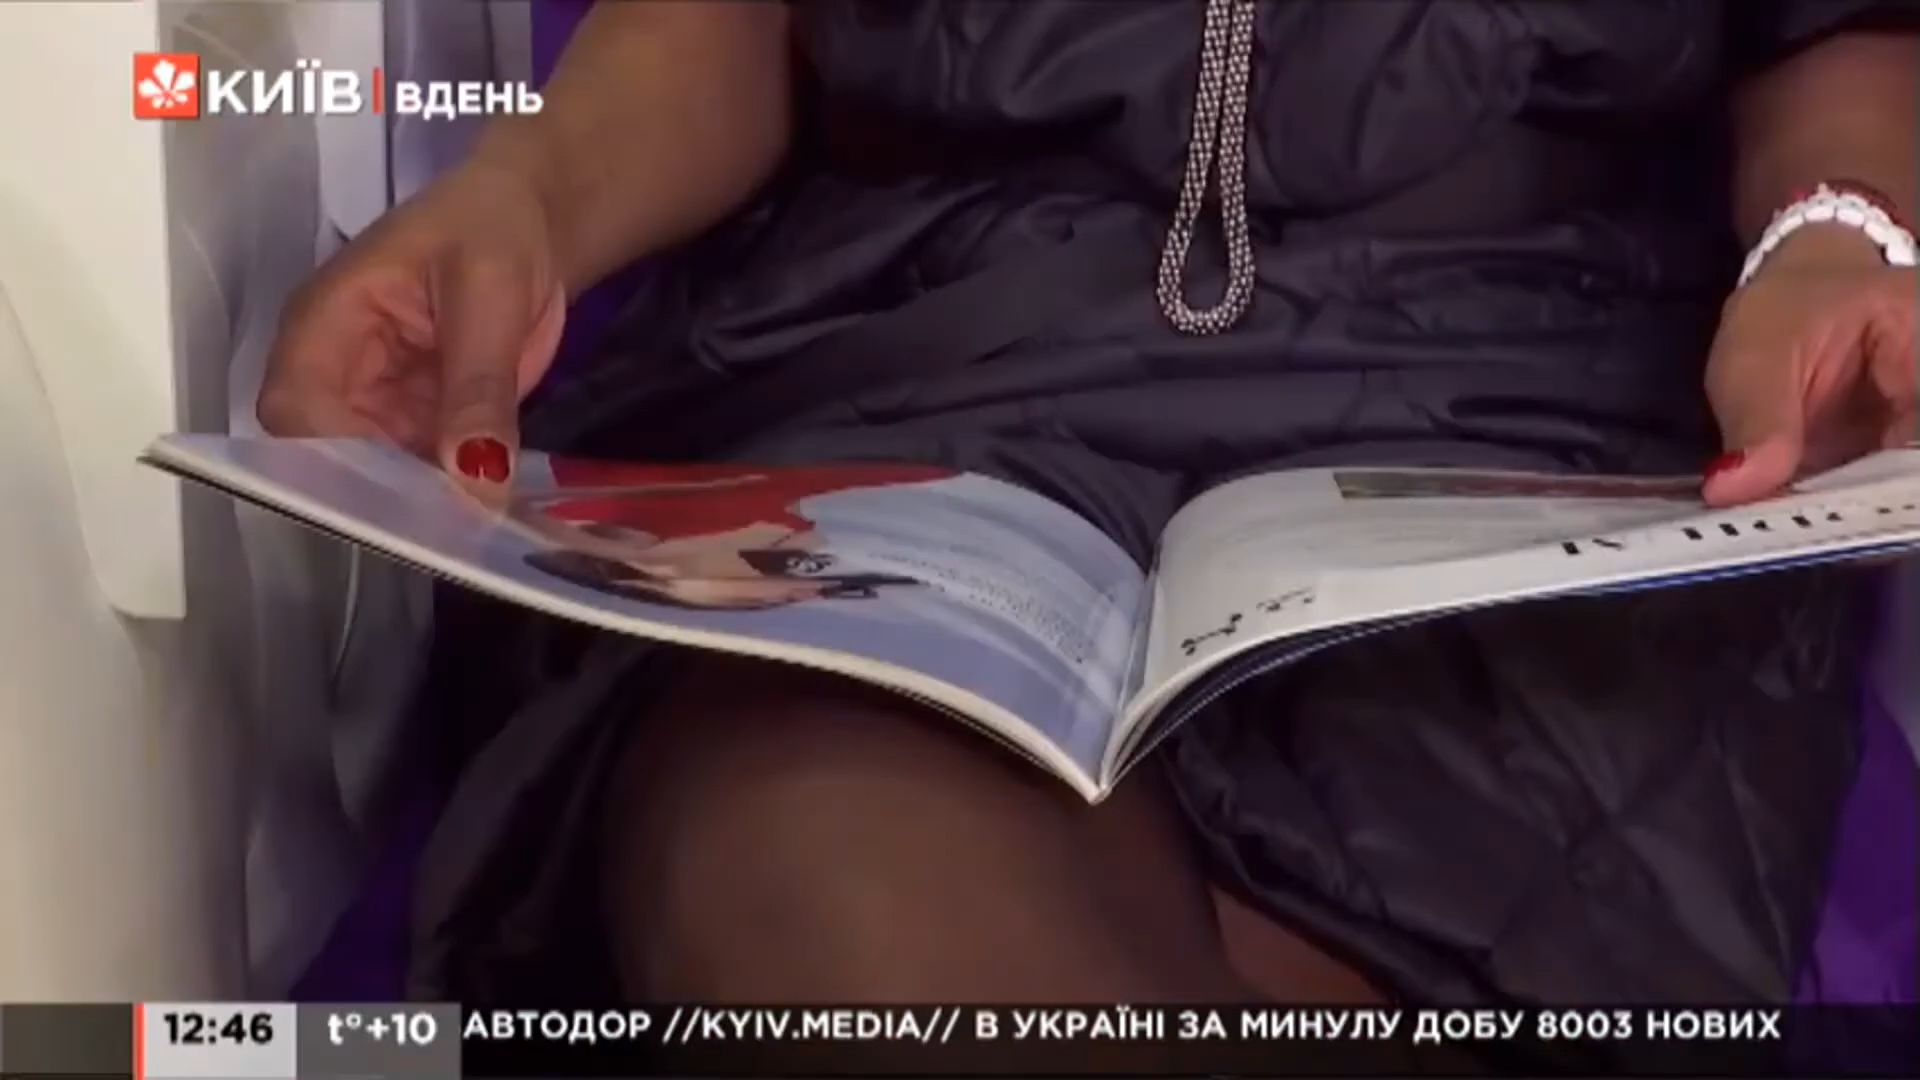 КИЇВ ВДЕНЬ
12:46 t°+10 АВТОДОР //KYIV.MEDIA// В УКРАЇНІ ЗА МИНУЛУ ДОБУ 8003 НОВИХ